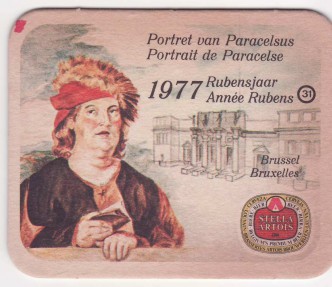 Portret van Paracelsus
Portrait de Paracelse
1977 Rubensjaar
Année Rubens 31
Brussel
Bruxelles
STELLA
ARTOIS